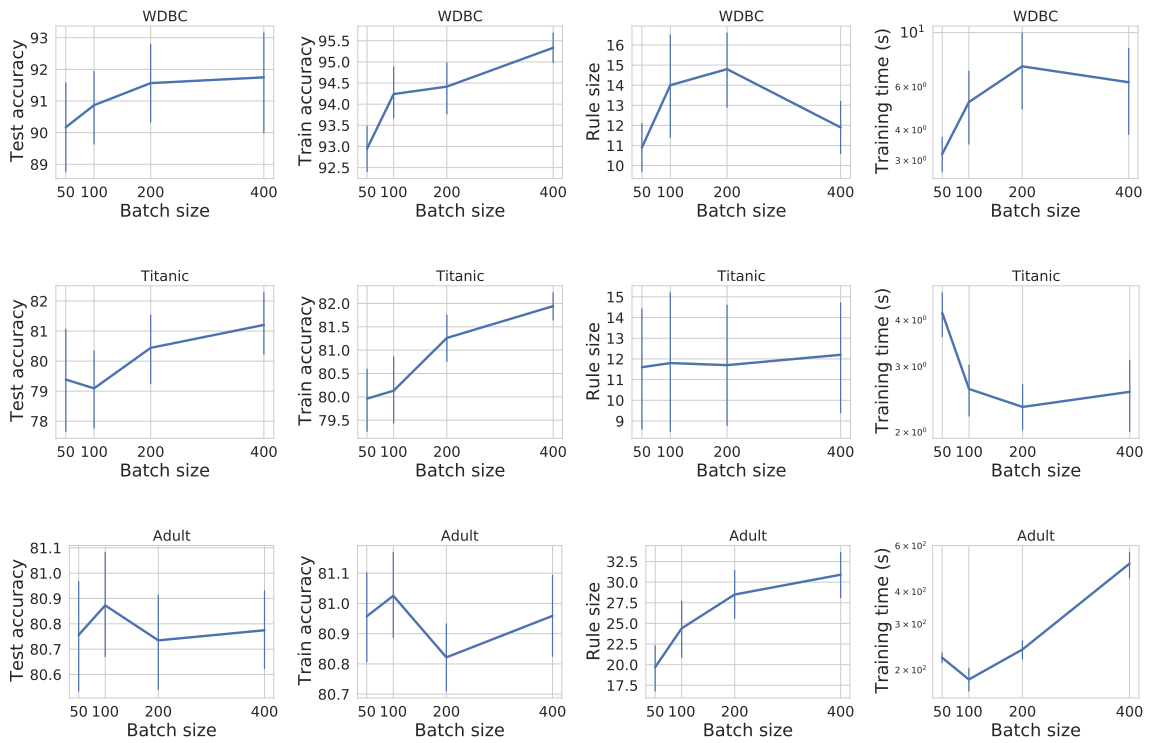 WDBC
Test accuracy
93
92
91
90
89
50 100 200 400
Batch size
WDBC
Train accuracy
95.5
95.0
94.5
94.0
93.5
93.0
92.5
50 100 200 400
Batch size
WDBC
Rule size
16
15
14
13
12
11
10
50 100 200 400
Batch size
WDBC
Training time (s)
10¹
6 × 10⁰
4 × 10⁰
3 × 10⁰
50 100 200 400
Batch size
Titanic
Test accuracy
82
81
80
79
78
50 100 200 400
Batch size
Titanic
Train accuracy
82.0
81.5
81.0
80.5
80.0
79.5
50 100 200 400
Batch size
Titanic
Rule size
15
14
13
12
11
10
9
50 100 200 400
Batch size
Titanic
Training time (s)
4 × 10⁰
3 × 10⁰
2 × 10⁰
50 100 200 400
Batch size
Adult
Test accuracy
81.1
81.0
80.9
80.8
80.7
80.6
50 100 200 400
Batch size
Adult
Train accuracy
81.1
81.0
80.9
80.8
80.7
50 100 200 400
Batch size
Adult
Rule size
32.5
30.0
27.5
25.0
22.5
20.0
17.5
50 100 200 400
Batch size
Adult
Training time (s)
6 × 10²
4 × 10²
3 × 10²
2 × 10²
50 100 200 400
Batch size